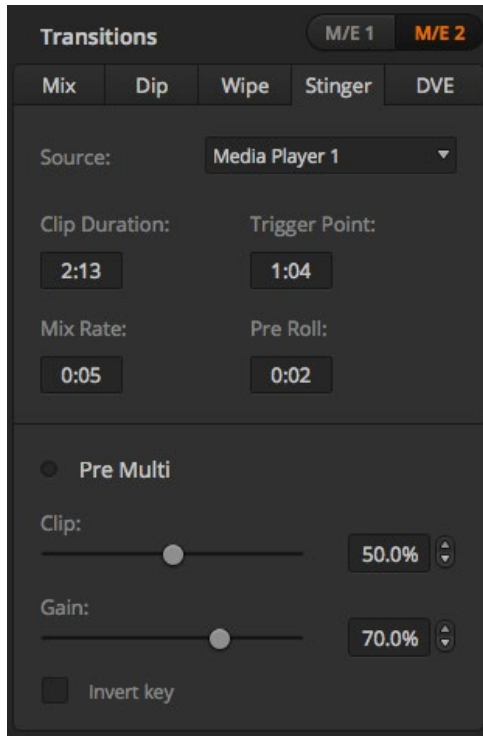 Transitions M/E 1 M/E 2
Mix Dip Wipe Stinger DVE
Source: Media Player 1
Clip Duration: Trigger Point:
2:13 1:04
Mix Rate: Pre Roll:
0:05 0:02
Pre Multi
Clip:
50.0%
Gain:
70.0%
Invert key